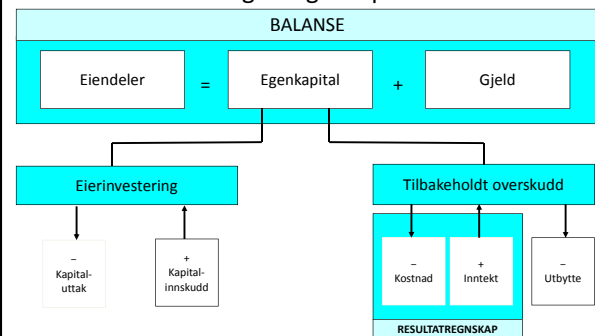 BALANSE
Eiendeler = Egenkapital + Gjeld
Eierinvestering
Tilbakeholdt overskudd
–
Kapital-
uttak
+
Kapital-
innskudd
–
Kostnad
+
Inntekt
–
Utbytte
RESULTATREGNSKAP